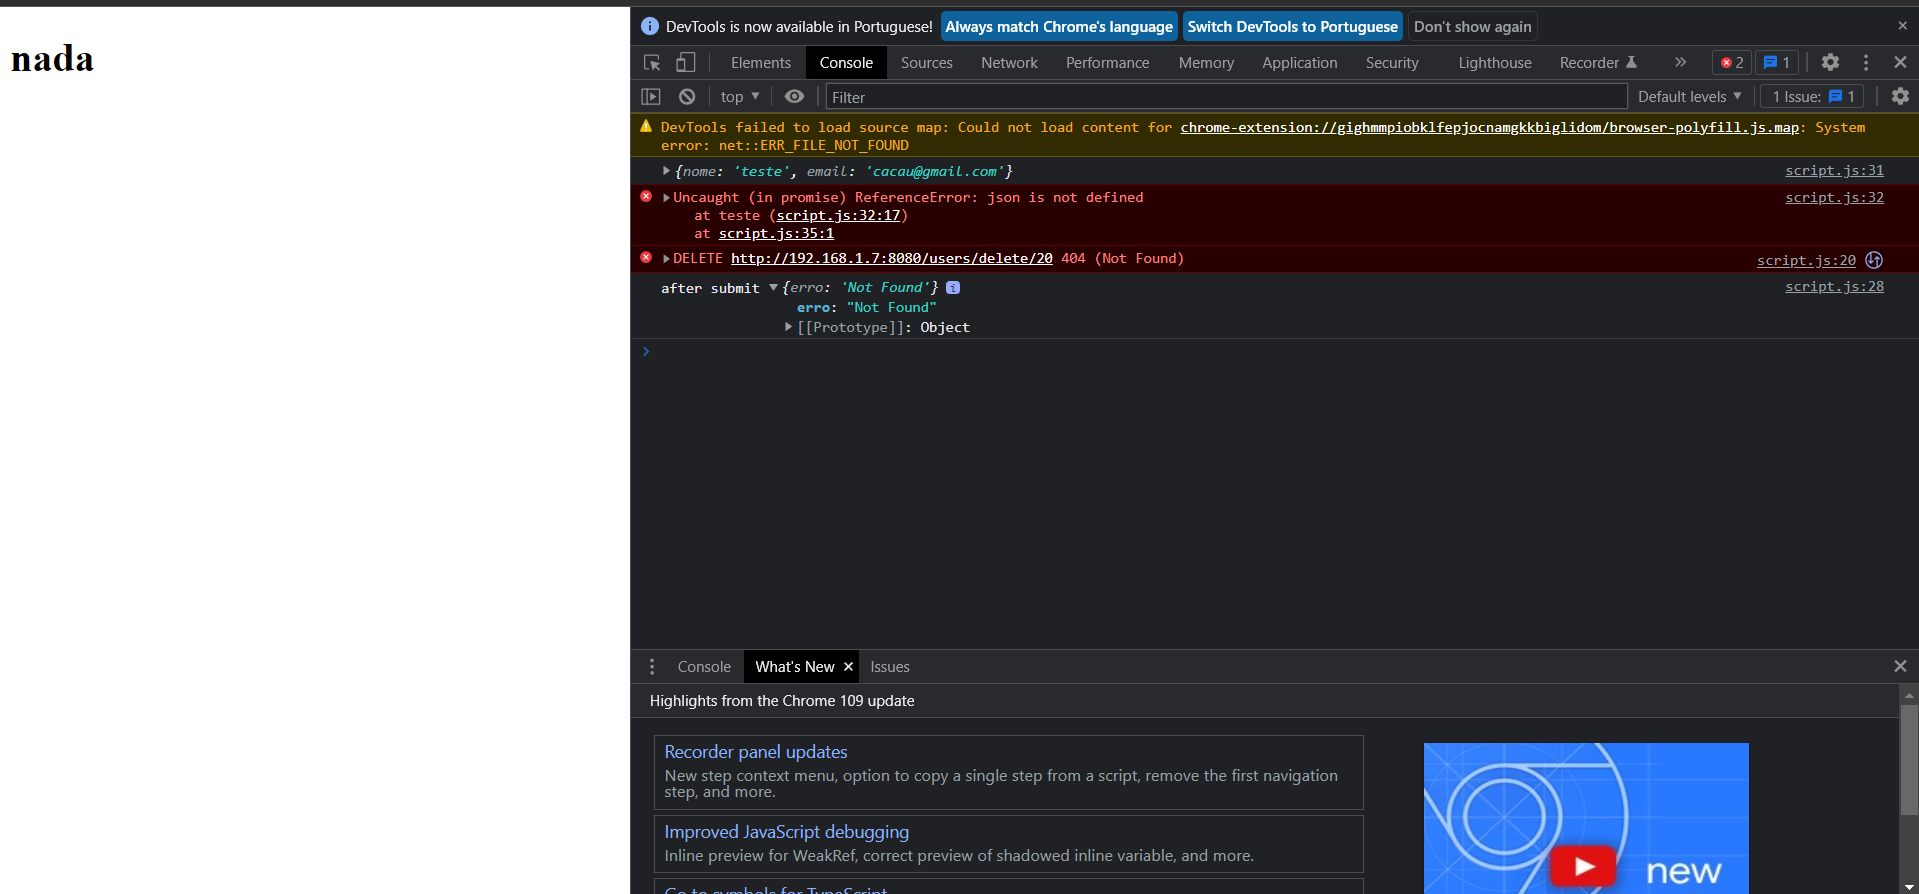 nada
DevTools is now available in Portuguese! Always match Chrome's language Switch DevTools to Portuguese Don't show again
Elements Console Sources Network Performance Memory Application Security Lighthouse Recorder 2 1
top Filter Default levels 1 Issue: 1
DevTools failed to load source map: Could not load content for chrome-extension://gighmmpiobklfepjocnamgkkbiglidom/browser-polyfill.js.map: System
error: net::ERR_FILE_NOT_FOUND
{nome: 'teste', email: 'cacau@gmail.com'} script.js:31
Uncaught (in promise) ReferenceError: json is not defined script.js:32
at teste (script.js:32:17)
at script.js:35:1
DELETE http://192.168.1.7:8080/users/delete/20 404 (Not Found) script.js:20
after submit {erro: 'Not Found'} i script.js:28
erro: "Not Found"
[[Prototype]]: Object
Console What's New Issues
Highlights from the Chrome 109 update
Recorder panel updates
New step context menu, option to copy a single step from a script, remove the first navigation
step, and more.
Improved JavaScript debugging
Inline preview for WeakRef, correct preview of shadowed inline variable, and more.
new
Go to symbols for TypeScript